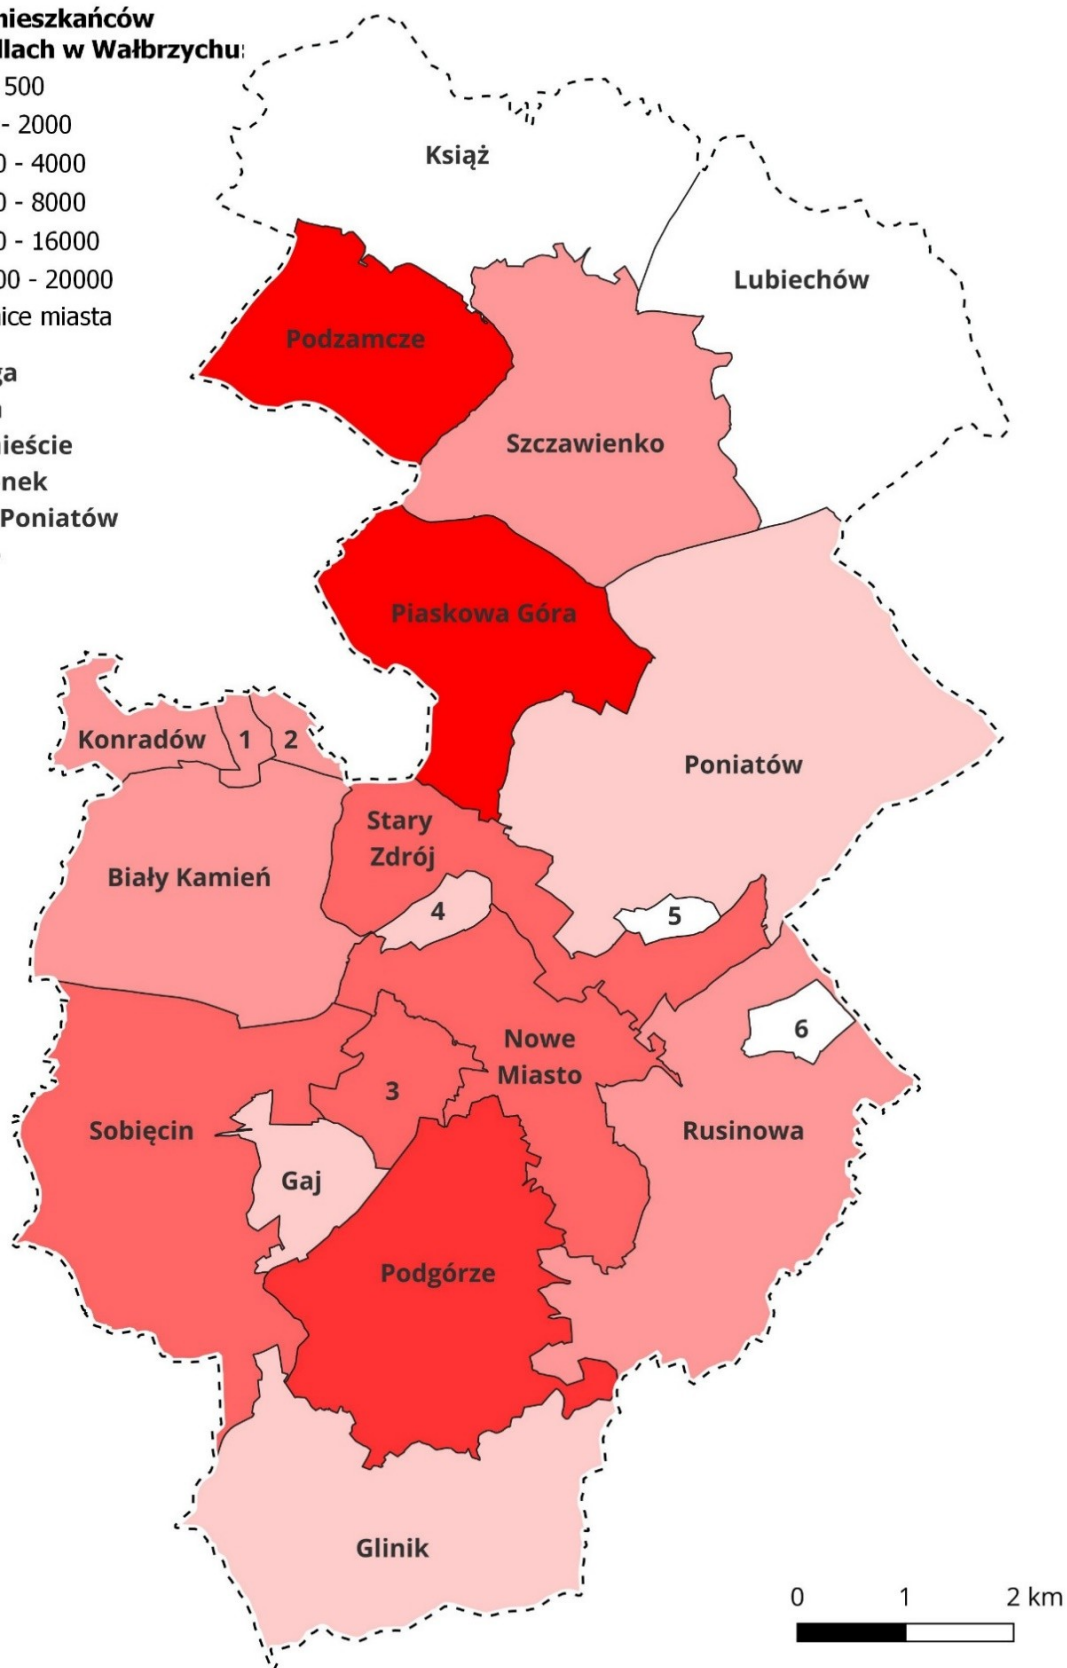 mieszkańców
dlach w Wałbrzychu:
500
- 2000
0 - 4000
0 - 8000
0 - 16000
00 - 20000
nice miasta
ga
ieście
nek
Poniatów
Książ
Lubiechów
Podzamcze
Szczawienko
Piaskowa Góra
Konradów
1
2
Poniatów
Stary
Zdrój
Biały Kamień
4
5
6
Nowe
Miasto
3
Sobięcin
Rusinowa
Gaj
Podgórze
Glinik
0 1 2 km